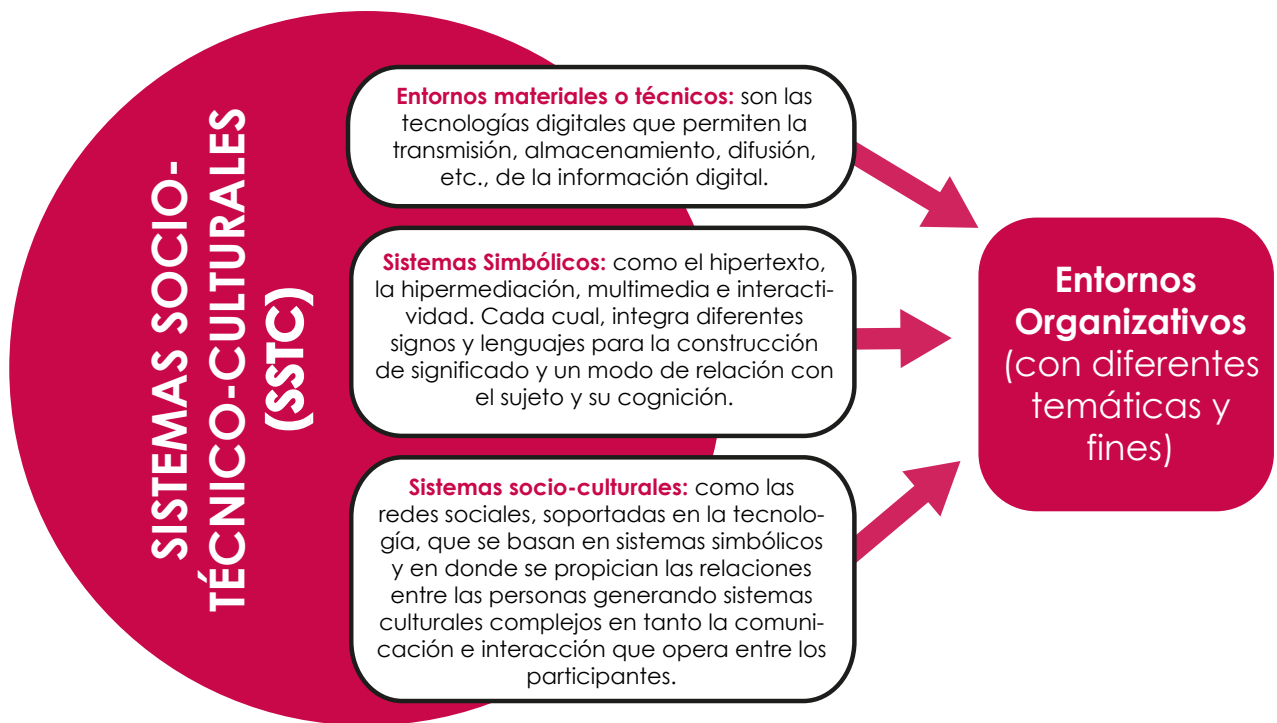 SISTEMAS SOCIO-
TÉCNICO-CULTURALES
(SSTC)
Entornos materiales o técnicos: son las
tecnologías digitales que permiten la
transmisión, almacenamiento, difusión,
etc., de la información digital.
Sistemas Simbólicos: como el hipertexto,
la hipermediación, multimedia e interacti-
vidad. Cada cual, integra diferentes
signos y lenguajes para la construcción
de significado y un modo de relación con
el sujeto y su cognición.
Sistemas socio-culturales: como las
redes sociales, soportadas en la tecnolo-
gía, que se basan en sistemas simbólicos
y en donde se propician las relaciones
entre las personas generando sistemas
culturales complejos en tanto la comuni-
cación e interacción que opera entre los
participantes.
Entornos
Organizativos
(con diferentes
temáticas y
fines)